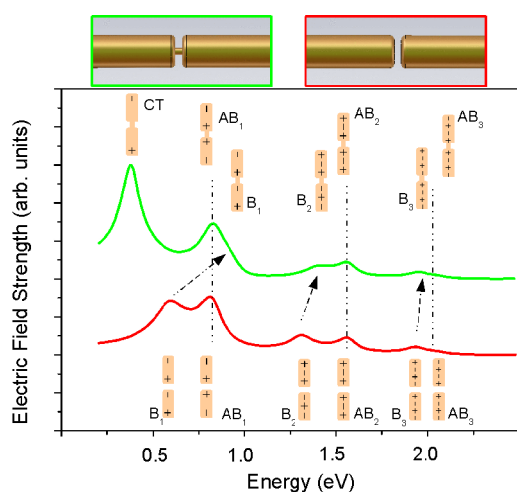 CT
AB1
AB2
AB3
B1
B2
B3
B1
AB1
B2
AB2
B3
AB3
0.5
1.0
1.5
2.0
Energy (eV)
Electric Field Strength (arb. units)